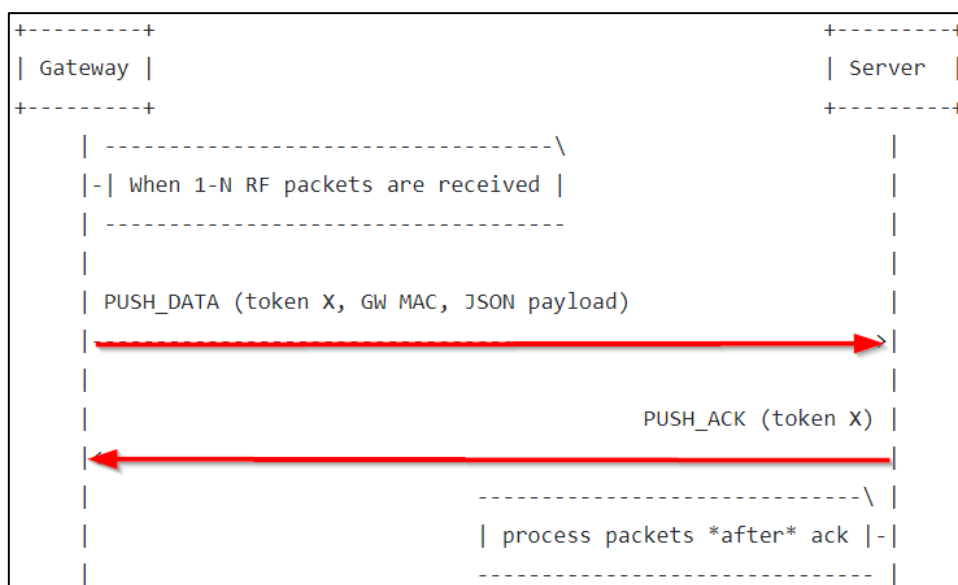 +---------+ +---------+
| Gateway | | Server |
+---------+ +---------+
| -----------------------------------\ |
|-| When 1-N RF packets are received | |
| ------------------------------------ |
| |
| PUSH_DATA (token X, GW MAC, JSON payload) |
|-------------------------------------------------------------->|
| |
| PUSH_ACK (token X) |
|<--------------------------------------------------------------|
| ------------------------------\ |
| | process packets *after* ack |-|
| ------------------------------- |